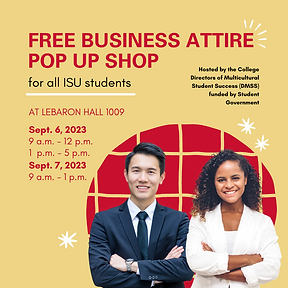 FREE BUSINESS ATTIRE
POP UP SHOP
for all ISU students
Hosted by the College
Directors of Multicultural
Student Success (DMSS)
funded by Student
Government
AT LEBARON HALL 1009
Sept. 6, 2023
9 a.m. - 12 p.m.
1 p.m. - 5 p.m.
Sept. 7, 2023
9 a.m. - 1 p.m.